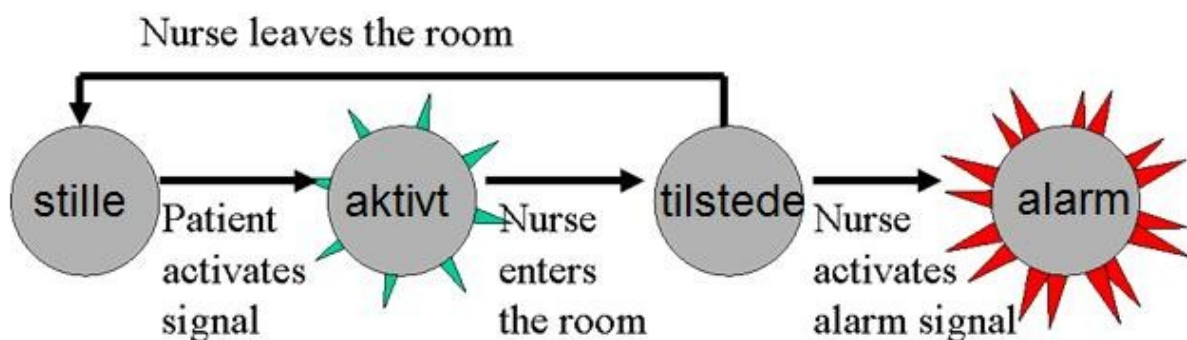 Nurse leaves the room
stille
aktivt
tilstede
alarm
Patient
activates
signal
Nurse
enters
the room
Nurse
activates
alarm signal